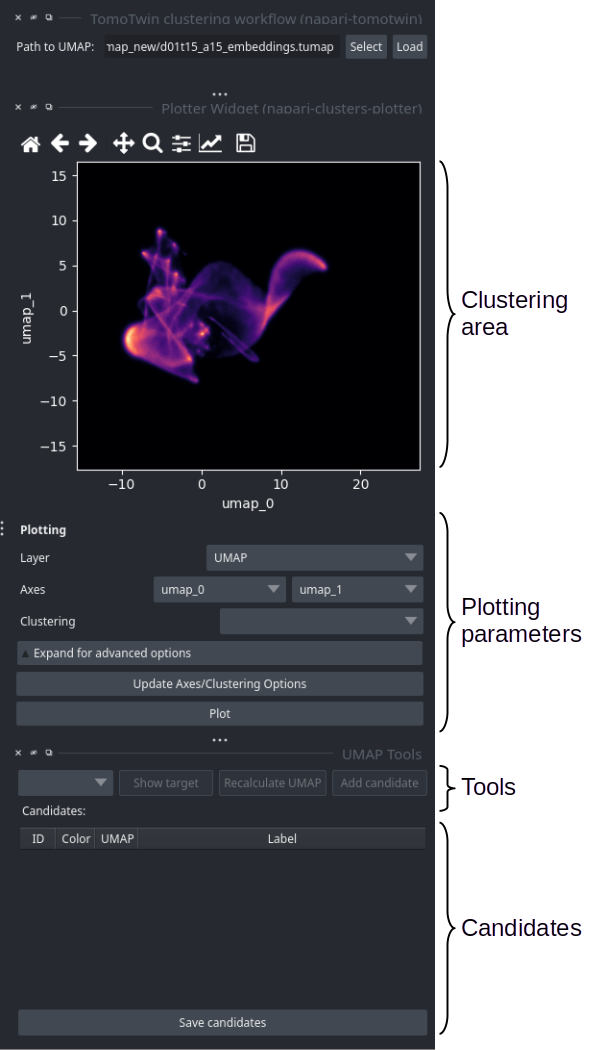 TomoTwin clustering workflow (napari-tomotwin)
Path to UMAP: map_new/d01t15_a15_embeddings.tumap Select Load
Plotter Widget (napari-clusters-plotter)
15
10
5
0
−5
−10
−15
umap_1
−10 0 10 20
umap_0
Clustering
area
Plotting
Layer UMAP
Axes umap_0 umap_1
Clustering
Expand for advanced options
Update Axes/Clustering Options
Plot
Plotting
parameters
UMAP Tools
Show target Recalculate UMAP Add candidate
Tools
Candidates:
ID Color UMAP Label
Candidates
Save candidates